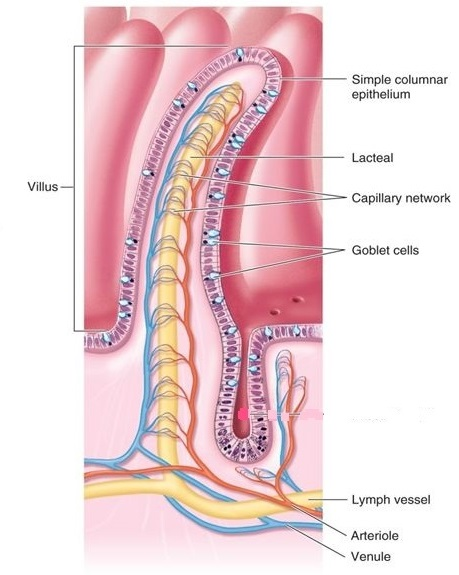 Simple columnar
epithelium
Lacteal
Villus
Capillary network
Goblet cells
Lymph vessel
Arteriole
Venule